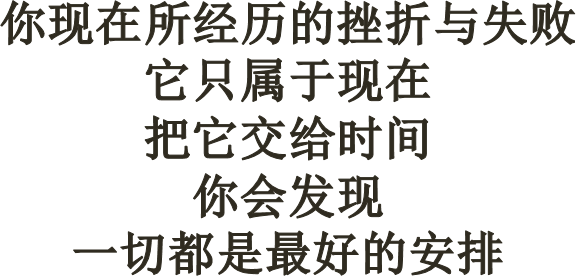 你现在所经历的挫折与失败
它只属于现在
把它交给时间
你会发现
一切都是最好的安排